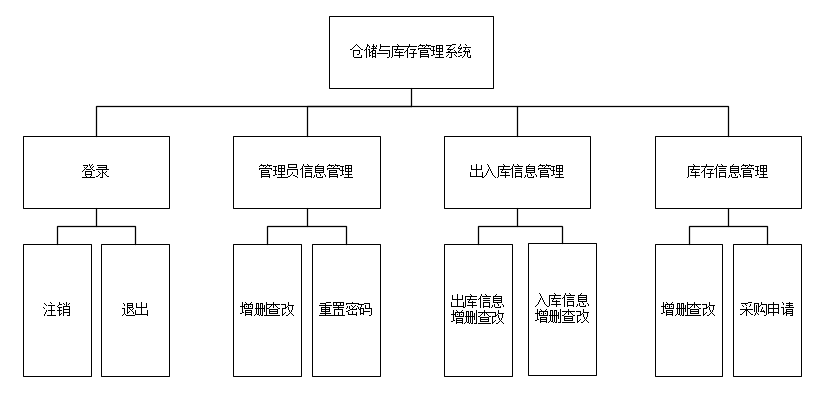 仓储与库存管理系统
登录
管理员信息管理
出入库信息管理
库存信息管理
注销
退出
增删查改
重置密码
出库信息
增删查改
入库信息
增删查改
增删查改
采购申请